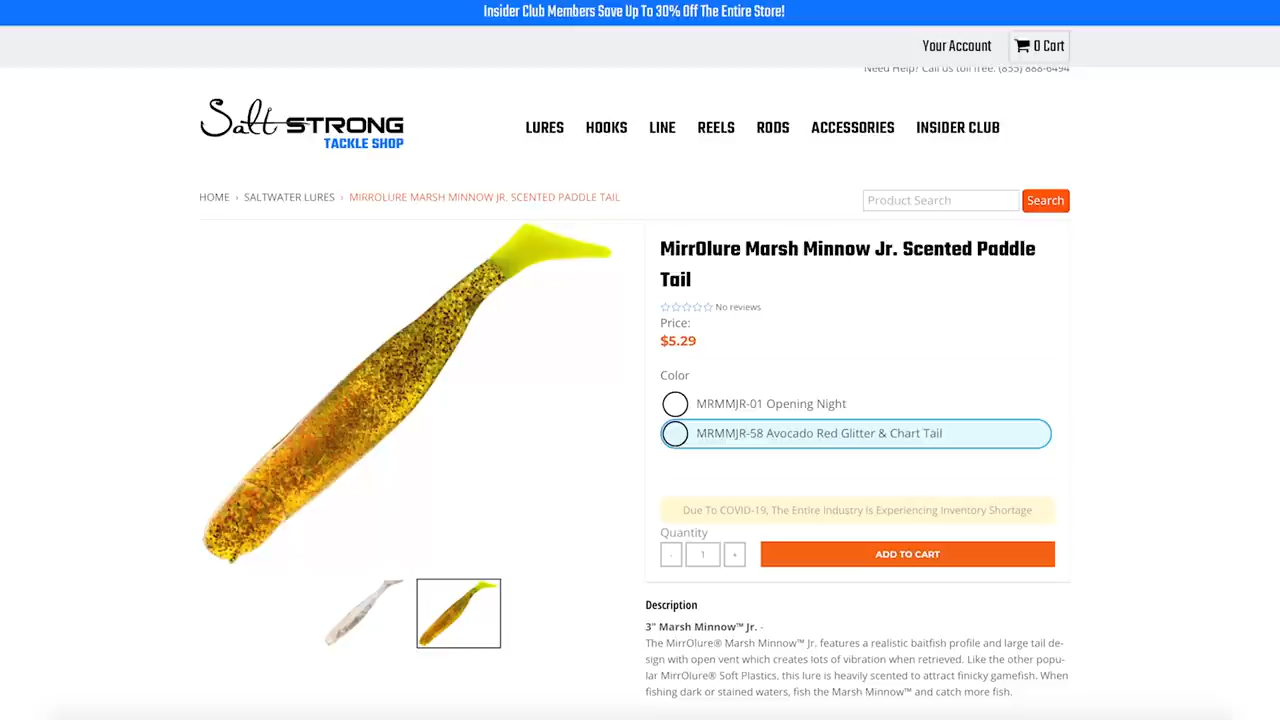 Insider Club Members Save Up To 30% Off The Entire Store!
Your Account
0 Cart
Need Help? Call us toll free: (855) 888-6494
Salt STRONG
TACKLE SHOP
LURES HOOKS LINE REELS RODS ACCESSORIES INSIDER CLUB
HOME › SALTWATER LURES › MIRROLURE MARSH MINNOW JR. SCENTED PADDLE TAIL
Product Search
Search
MirrOlure Marsh Minnow Jr. Scented Paddle
Tail
No reviews
Price:
$5.29
Color
MRMMJR-01 Opening Night
MRMMJR-58 Avocado Red Glitter & Chart Tail
Due To COVID-19, The Entire Industry Is Experiencing Inventory Shortage
Quantity
- 1 +
ADD TO CART
Description
3" Marsh Minnow™ Jr. -
The MirrOlure® Marsh Minnow™ Jr. features a realistic baitfish profile and large tail de-
sign with open vent which creates lots of vibration when retrieved. Like the other popu-
lar MirrOlure® Soft Plastics, this lure is heavily scented to attract finicky gamefish. When
fishing dark or stained waters, fish the Marsh Minnow™ and catch more fish.